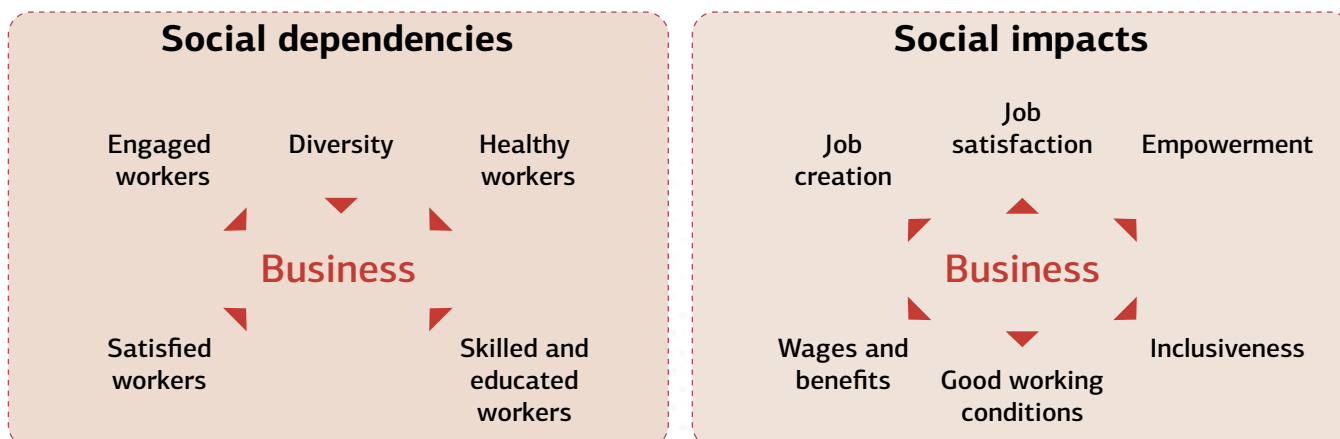 Social dependencies
Engaged
workers
Diversity
Healthy
workers
Business
Satisfied
workers
Skilled and
educated
workers
Social impacts
Job
creation
Job
satisfaction
Empowerment
Business
Wages and
benefits
Good working
conditions
Inclusiveness